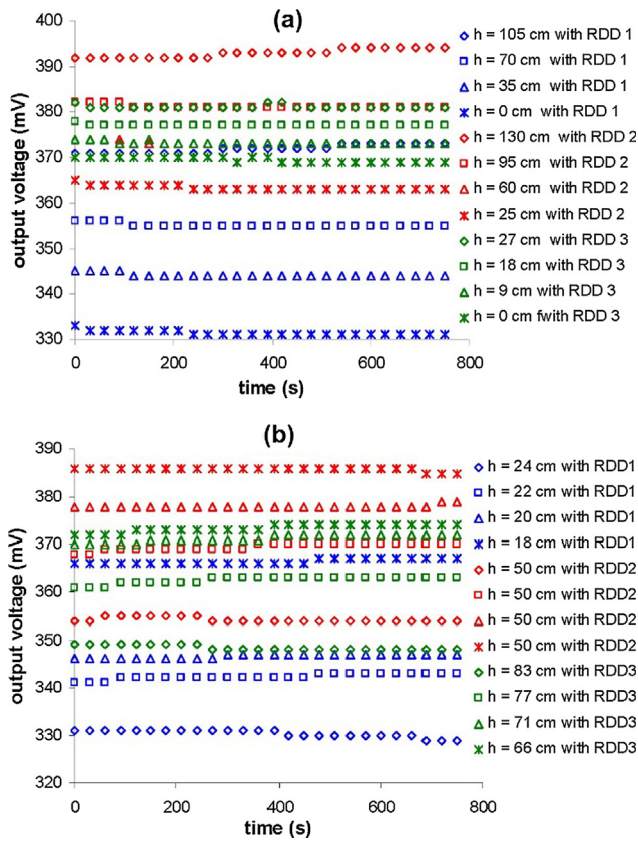 (a)
output voltage (mV)
400
390
380
370
360
350
340
330
0
200
400
600
800
time (s)
h = 105 cm with RDD 1
h = 70 cm with RDD 1
h = 35 cm with RDD 1
h = 0 cm with RDD 1
h = 130 cm with RDD 2
h = 95 cm with RDD 2
h = 60 cm with RDD 2
h = 25 cm with RDD 2
h = 27 cm with RDD 3
h = 18 cm with RDD 3
h = 9 cm with RDD 3
h = 0 cm fwith RDD 3
(b)
output voltage (mV)
390
380
370
360
350
340
330
320
0
200
400
600
800
time (s)
h = 24 cm with RDD1
h = 22 cm with RDD1
h = 20 cm with RDD1
h = 18 cm with RDD1
h = 50 cm with RDD2
h = 50 cm with RDD2
h = 50 cm with RDD2
h = 50 cm with RDD2
h = 83 cm with RDD3
h = 77 cm with RDD3
h = 71 cm with RDD3
h = 66 cm with RDD3